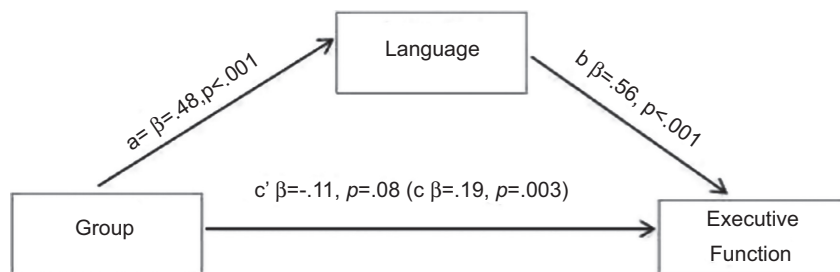 Language
a= β=.48,p<.001
b β=.56, p<.001
c' β=-.11, p=.08 (c β=.19, p=.003)
Group
Executive
Function